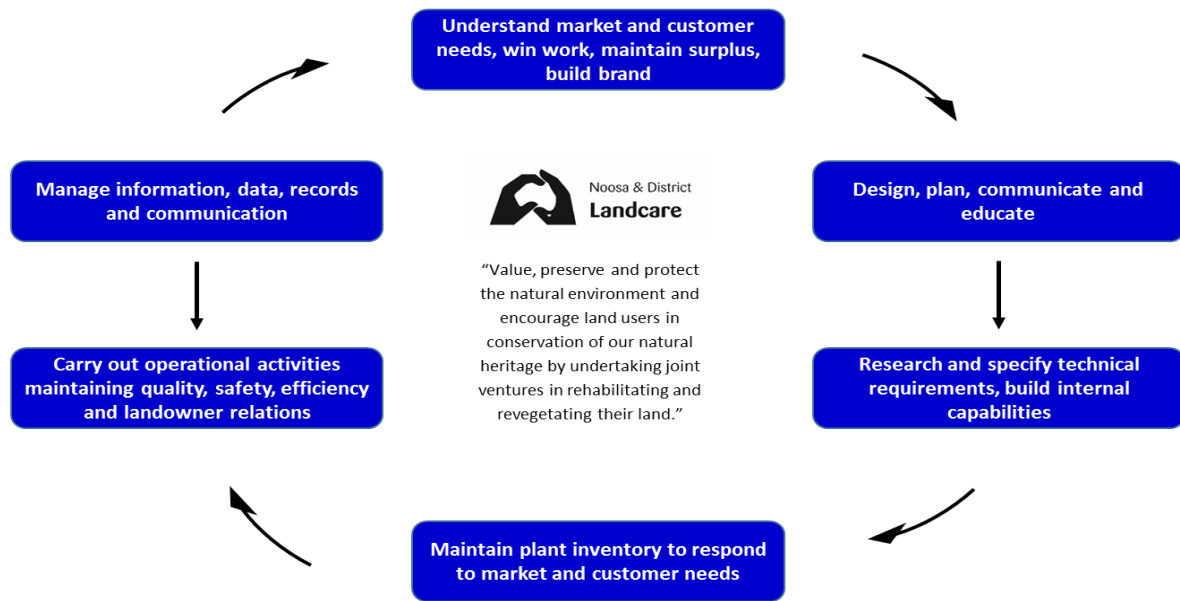 Understand market and customer
needs, win work, maintain surplus,
build brand
Manage information, data, records
and communication
Noosa & District
Landcare
Design, plan, communicate and
educate
“Value, preserve and protect
the natural environment and
encourage land users in
conservation of our natural
heritage by undertaking joint
ventures in rehabilitating and
revegetating their land.”
Carry out operational activities
maintaining quality, safety, efficiency
and landowner relations
Research and specify technical
requirements, build internal
capabilities
Maintain plant inventory to respond
to market and customer needs